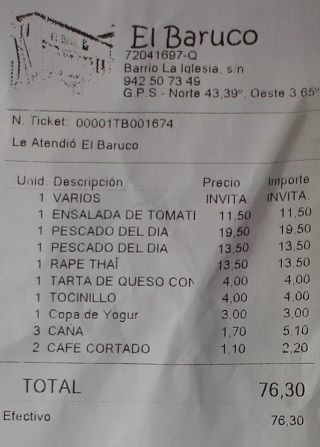 El Baruco
72041697-Q
Barrio La Iglesia, s/n
942 50 73 49
G.P.S - Norte 43,39º, Oeste 3,65º
N. Ticket: 00001TB001674
Le Atendió El Baruco
Unid. Descripción Precio Importe
1 VARIOS INVITA INVITA.
1 ENSALADA DE TOMATI 11,50 11,50
1 PESCADO DEL DIA 19,50 19,50
1 PESCADO DEL DIA 13,50 13,50
1 RAPE THAÎ 13,50 13,50
1 TARTA DE QUESO CON 4,00 4,00
1 TOCINILLO 4,00 4,00
1 Copa de Yogur 3,00 3,00
3 CAÑA 1,70 5,10
2 CAFE CORTADO 1,10 2,20
TOTAL 76,30
Efectivo 76,30